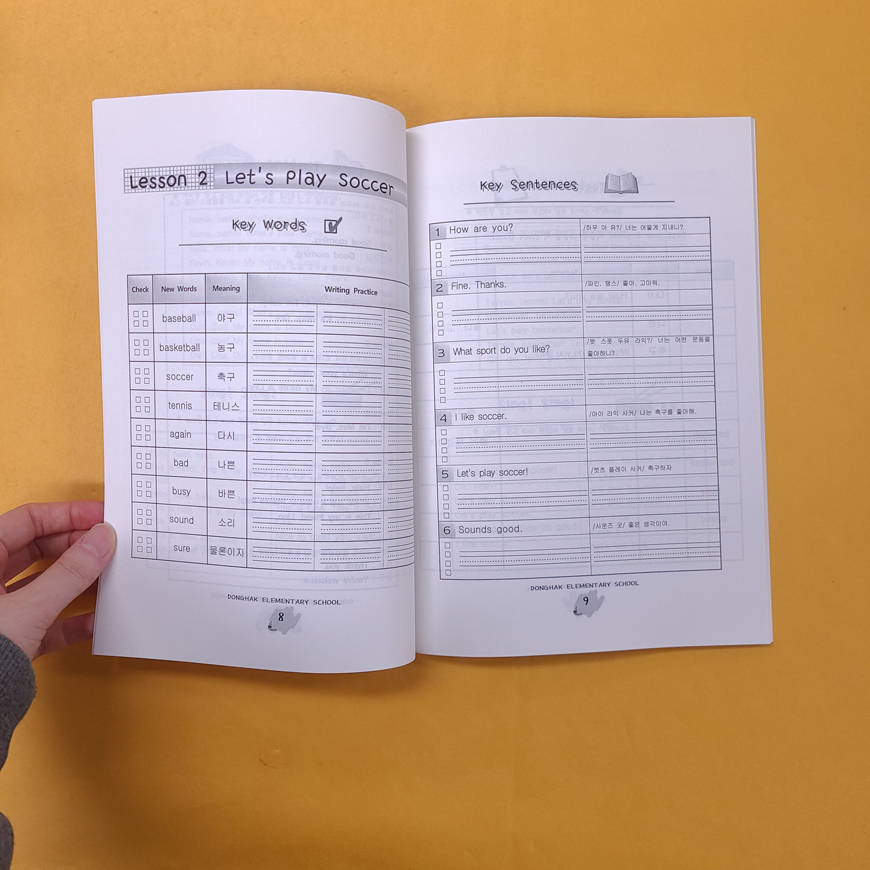 Lesson 2 Let's Play Soccer
Key Words
Check New Words Meaning Writing Practice
baseball 야구
basketball 농구
soccer 축구
tennis 테니스
again 다시
bad 나쁜
busy 바쁜
sound 소리
sure 물론이지
DONGHAK ELEMENTARY SCHOOL
8
Key Sentences
1 How are you? /하우 아 유?/ 너는 어떻게 지내니?
2 Fine. Thanks. /파인. 땡스/ 좋아. 고마워.
3 What sport do you like? /왓 스폿 두유 라익?/ 너는 어떤 운동을
좋아하니?
4 I like soccer. /아이 라익 사커/ 나는 축구를 좋아해.
5 Let's play soccer! /렛츠 플레이 사커/ 축구하자
6 Sounds good. /사운즈 굿/ 좋은 생각이야.
DONGHAK ELEMENTARY SCHOOL
9